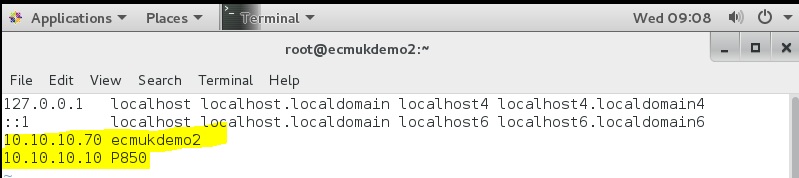 Applications Places Terminal Wed 09:08
root@ecmukdemo2:~
File Edit View Search Terminal Help
127.0.0.1 localhost localhost.localdomain localhost4 localhost4.localdomain4
::1 localhost localhost.localdomain localhost6 localhost6.localdomain6
10.10.10.70 ecmukdemo2
10.10.10.10 P850
~